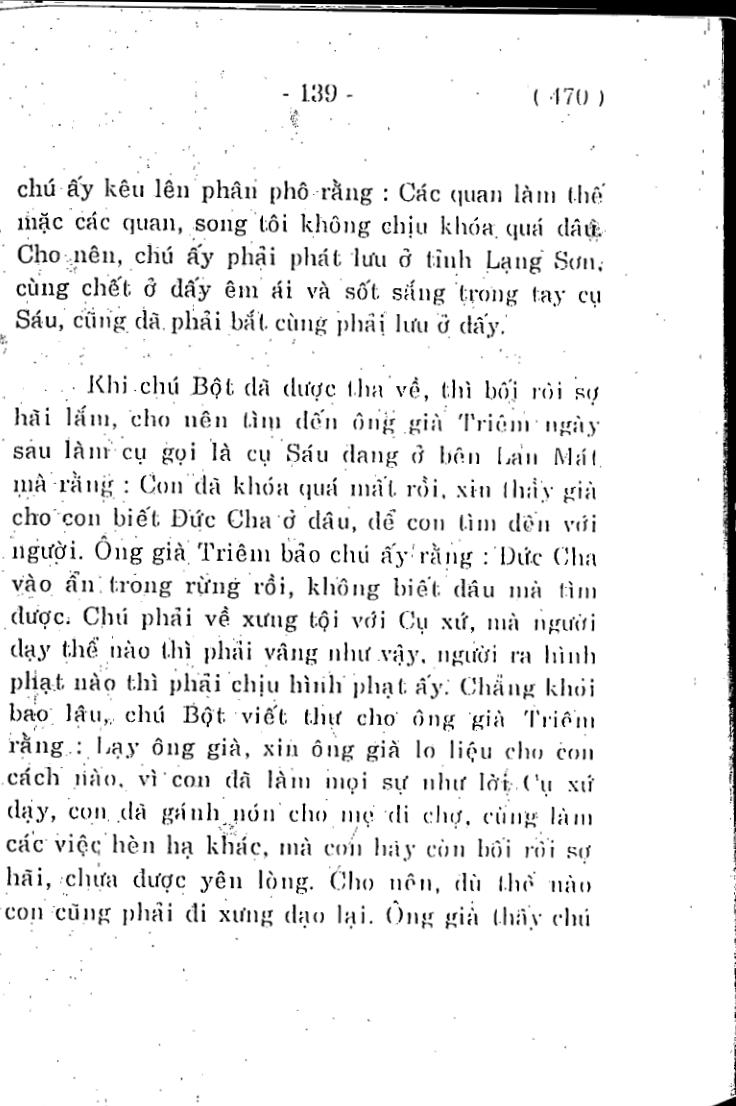 - 139 -
( 470 )
chú ấy kêu lên phân phô rằng : Các quan làm thế
mặc các quan, song tôi không chịu khóa quá đâu.
Cho nên, chú ấy phải phát lưu ở tỉnh Lạng Sơn,
cùng chết ở đấy êm ái và sốt sắng trong tay cụ
Sáu, cũng đã phải bắt cùng phải lưu ở đấy.
Khi chú Bột đã được tha về, thì bối rối sợ
hãi lắm, cho nên tìm đến ông già Triêm ngày
sau làm cụ gọi là cụ Sáu đang ở bên Lan Mát
mà rằng : Con đã khóa quá mất rồi, xin thầy già
cho con biết Đức Cha ở đâu, để con tìm đến với
người. Ông già Triêm bảo chú ấy rằng : Đức Cha
vào ẩn trong rừng rồi, không biết đâu mà tìm
được. Chú phải về xưng tội với Cụ xứ, mà người
dạy thể nào thì phải vâng như vậy, người ra hình
phạt nào thì phải chịu hình phạt ấy. Chẳng khỏi
bao lâu, chú Bột viết thư cho ông già Triêm
rằng : Lạy ông già, xin ông già lo liệu cho con
cách nào, vì con đã làm mọi sự như lời Cụ xứ
dạy, con đã gánh nón cho mẹ đi chợ, cùng làm
các việc hèn hạ khác, mà con hãy còn bối rối sợ
hãi, chưa được yên lòng. Cho nên, dù thể nào
con cũng phải đi xưng đạo lại. Ông già thấy chú